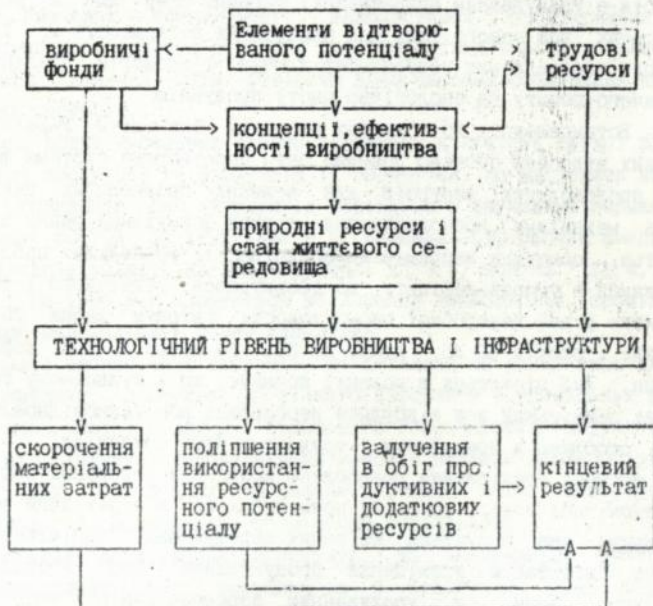 Елементи відтворю-
ваного потенціалу
виробничі
фонди
трудові
ресурси
концепції, ефектив-
ності виробництва
природні ресурси і
стан життєвого се-
редовища
ТЕХНОЛОГІЧНИЙ РІВЕНЬ ВИРОБНИЦТВА І ІНФРАСТРУКТУРИ
скорочення
матеріаль-
них затрат
поліпшення
використан-
ня ресурс-
ного потен-
ціалу
залучення
в обіг про
дуктивних і
додаткових
ресурсів
кінцевий
результат